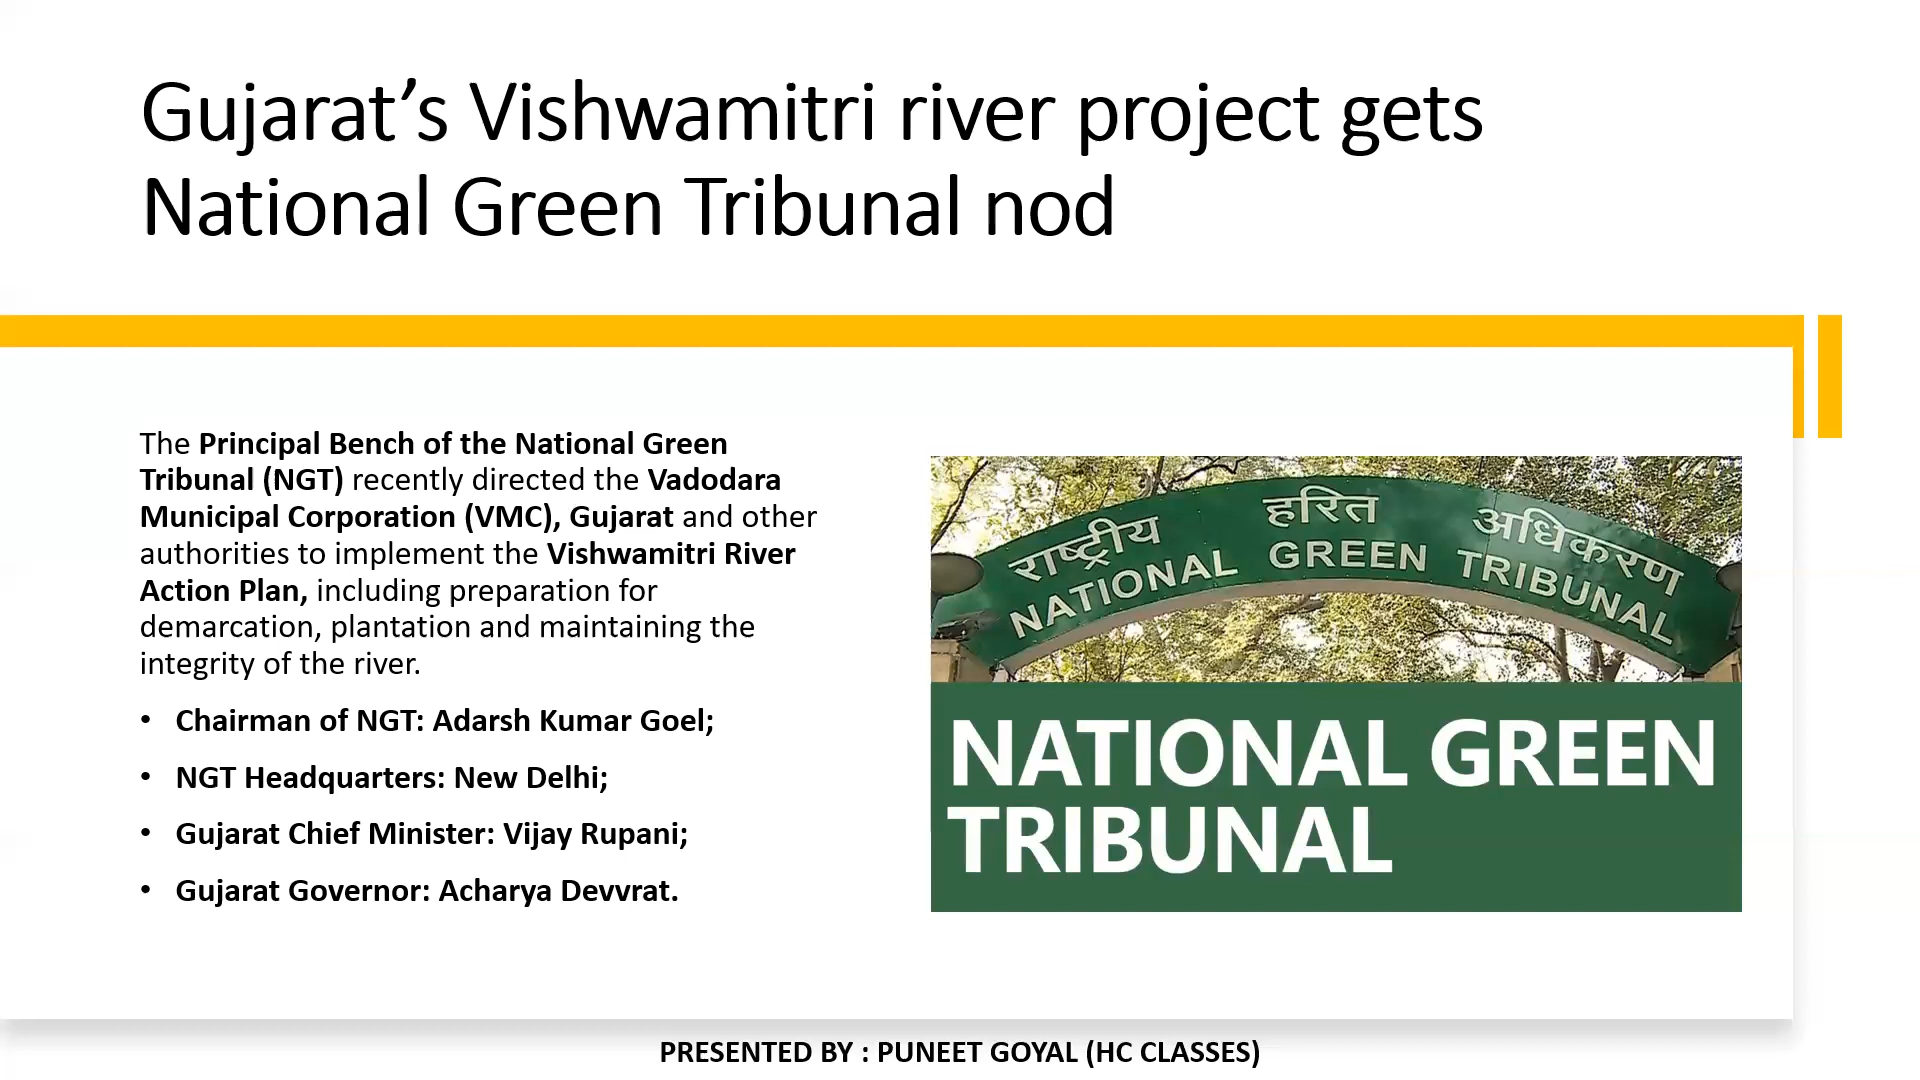 Gujarat’s Vishwamitri river project gets
National Green Tribunal nod
The Principal Bench of the National Green
Tribunal (NGT) recently directed the Vadodara
Municipal Corporation (VMC), Gujarat and other
authorities to implement the Vishwamitri River
Action Plan, including preparation for
demarcation, plantation and maintaining the
integrity of the river.
• Chairman of NGT: Adarsh Kumar Goel;
• NGT Headquarters: New Delhi;
• Gujarat Chief Minister: Vijay Rupani;
• Gujarat Governor: Acharya Devvrat.
राष्ट्रीय हरित अधिकरण
NATIONAL GREEN TRIBUNAL
NATIONAL GREEN
TRIBUNAL
PRESENTED BY : PUNEET GOYAL (HC CLASSES)